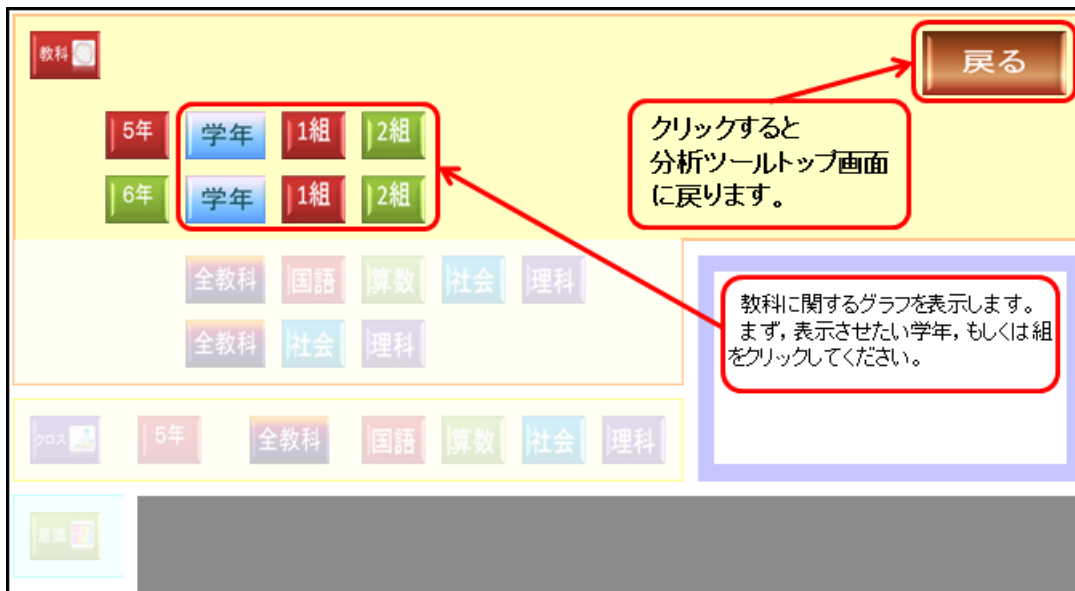 教科
戻る
クリックすると
分析ツールトップ画面
に戻ります。
5年 学年 1組 2組
6年 学年 1組 2組
全教科 国語 算数 社会 理科
全教科 社会 理科
教科に関するグラフを表示します。
まず，表示させたい学年，もしくは組
をクリックしてください。
クロス 5年 全教科 国語 算数 社会 理科
意識